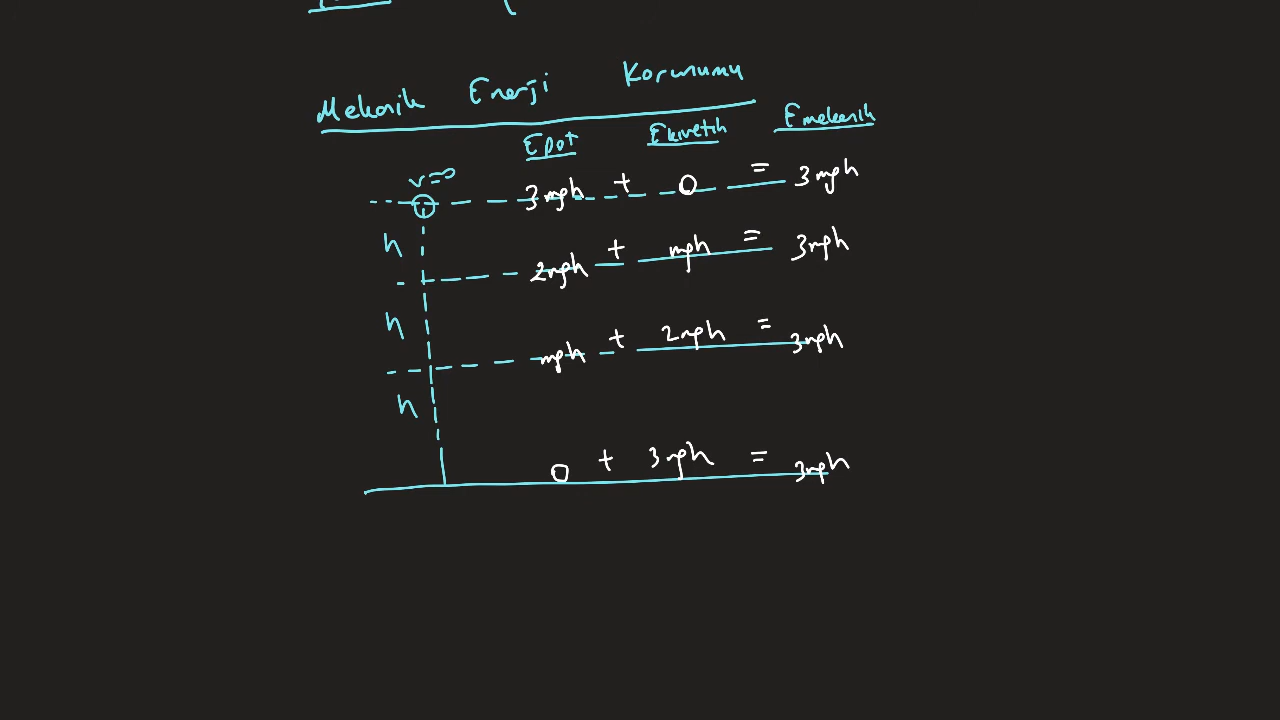 Mekanik Enerji Korunumu
Epot Ekinetik Emekanik
v=0
3mgh + 0 = 3mgh
h
2mgh + mgh = 3mgh
h
mgh + 2mgh = 3mgh
h
0 + 3mgh = 3mgh